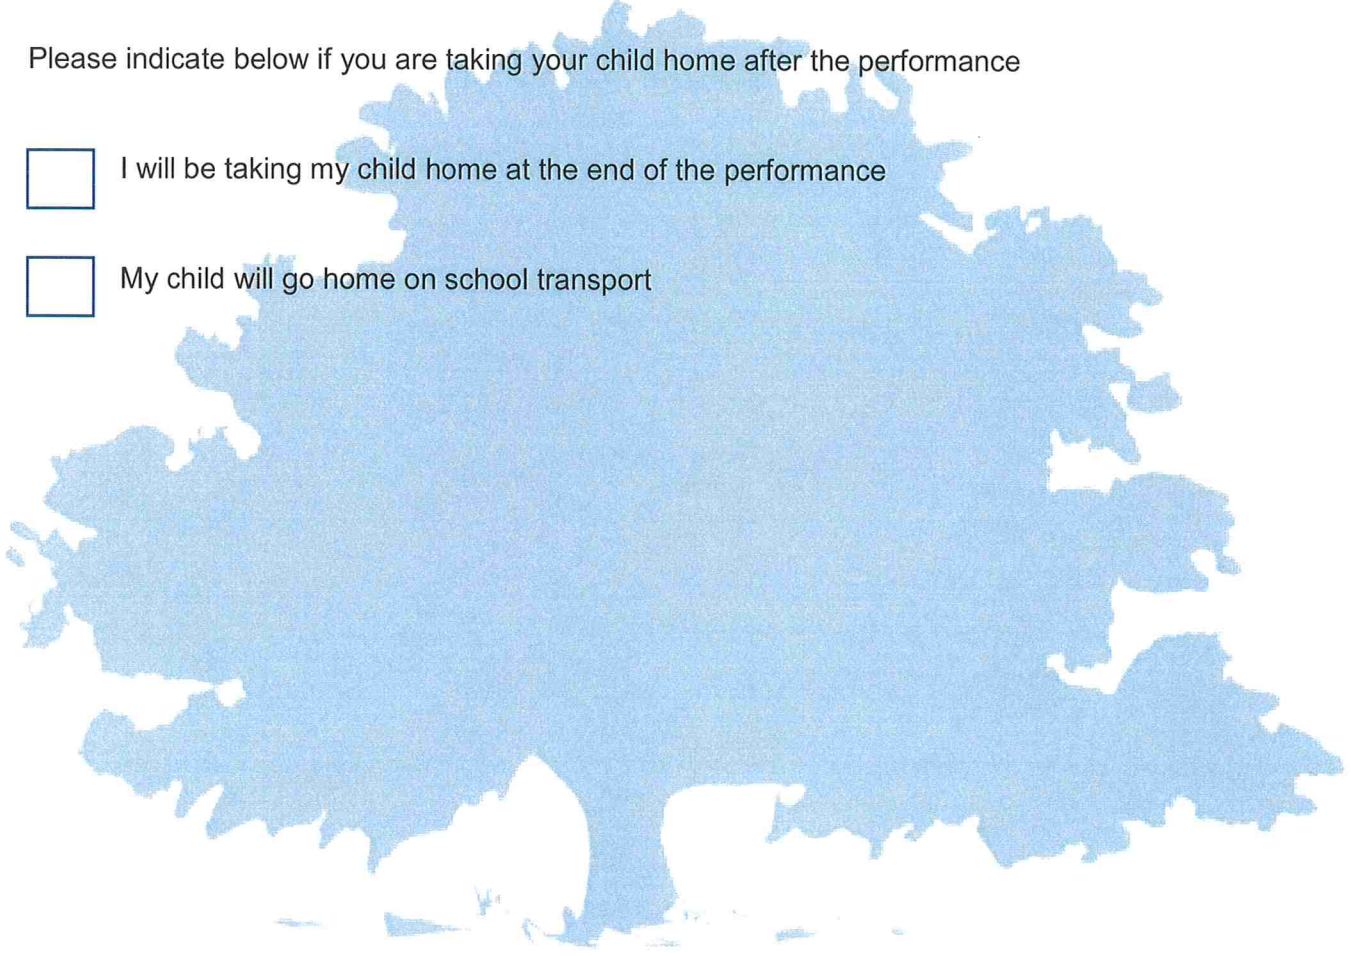 Please indicate below if you are taking your child home after the performance
I will be taking my child home at the end of the performance
My child will go home on school transport